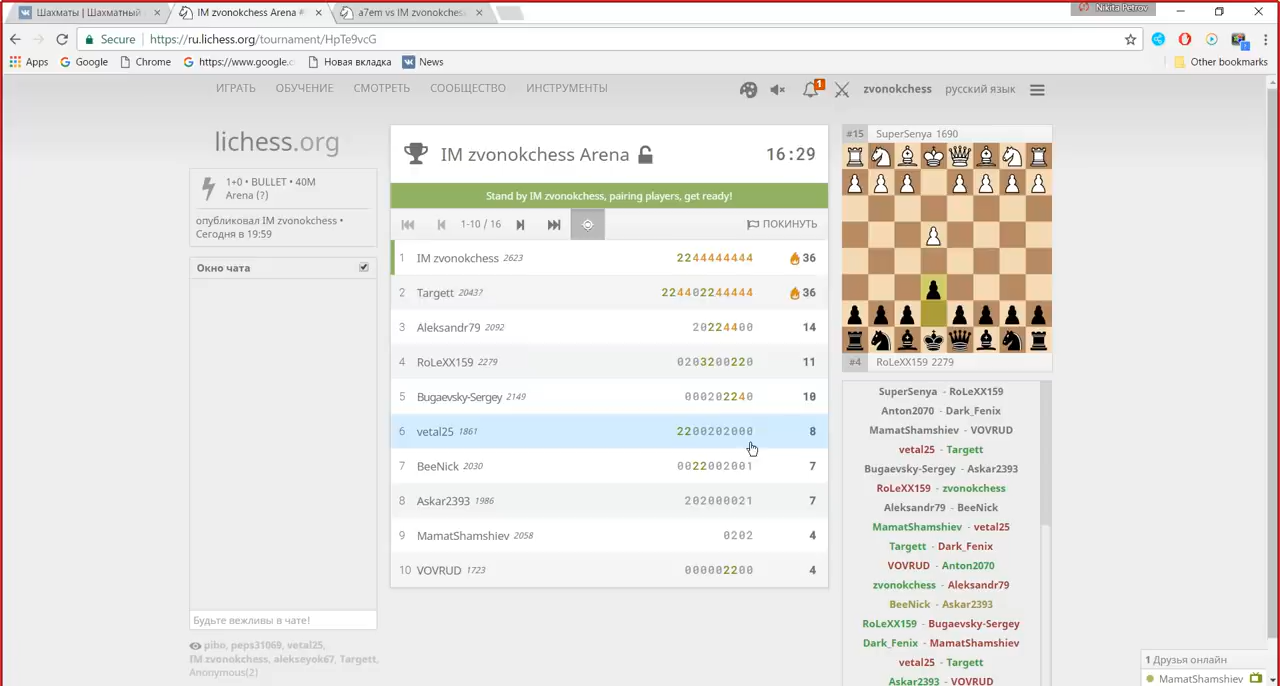 Шахматы | Шахматный
IM zvonokchess Arena
a7em vs IM zvonokchess
Nikita Petrov
Secure
https://ru.lichess.org/tournament/HpTe9vcG
Apps
Google
Chrome
https://www.google.c
Новая вкладка
News
Other bookmarks
ИГРАТЬ ОБУЧЕНИЕ СМОТРЕТЬ СООБЩЕСТВО ИНСТРУМЕНТЫ
1
zvonokchess русский язык
lichess.org
1+0 • BULLET • 40M
Arena (?)
опубликовал IM zvonokchess •
Сегодня в 19:59
Окно чата
Будьте вежливы в чате!
pibo, peps31069, vetal25,
IM zvonokchess, alekseyok67, Targett,
Anonymous(2)
IM zvonokchess Arena 16:29
Stand by IM zvonokchess, pairing players, get ready!
1-10 / 16 ПОКИНУТЬ
1 IM zvonokchess 2623 2244444444 36
2 Targett 2043? 224402244444 36
3 Aleksandr79 2092 20224400 14
4 RoLeXX159 2279 0203200220 11
5 Bugaevsky-Sergey 2149 000202240 10
6 vetal25 1861 2200202000 8
7 BeeNick 2030 0022002001 7
8 Askar2393 1986 202000021 7
9 MamatShamshiev 2058 0202 4
10 VOVRUD 1723 000002200 4
#15 SuperSenya 1690
#4 RoLeXX159 2279
SuperSenya - RoLeXX159
Anton2070 - Dark_Fenix
MamatShamshiev - VOVRUD
vetal25 - Targett
Bugaevsky-Sergey - Askar2393
RoLeXX159 - zvonokchess
Aleksandr79 - BeeNick
MamatShamshiev - vetal25
Targett - Dark_Fenix
VOVRUD - Anton2070
zvonokchess - Aleksandr79
BeeNick - Askar2393
RoLeXX159 - Bugaevsky-Sergey
Dark_Fenix - MamatShamshiev
vetal25 - Targett
Askar2393 - VOVRUD
1 Друзья онлайн
MamatShamshiev